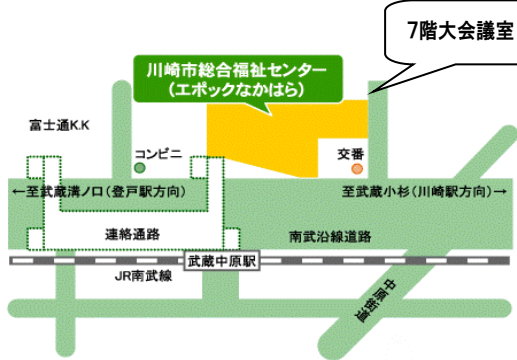 7階大会議室
川崎市総合福祉センター
(エポックなかはら)
富士通K.K
コンビニ
交番
←至武蔵溝ノ口(登戸駅方向)
至武蔵小杉(川崎駅方向)→
連絡通路
南武沿線道路
武蔵中原駅
JR南武線
中原街道